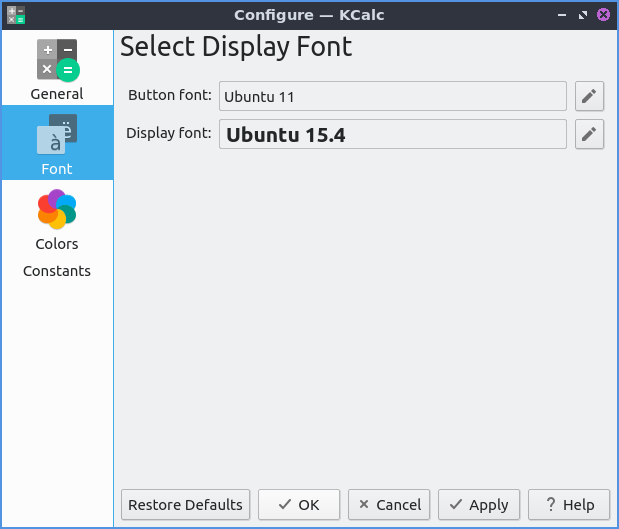 Configure — KCalc
General
Font
Colors
Constants
Select Display Font
Button font: Ubuntu 11
Display font: Ubuntu 15.4
Restore Defaults OK Cancel Apply ? Help